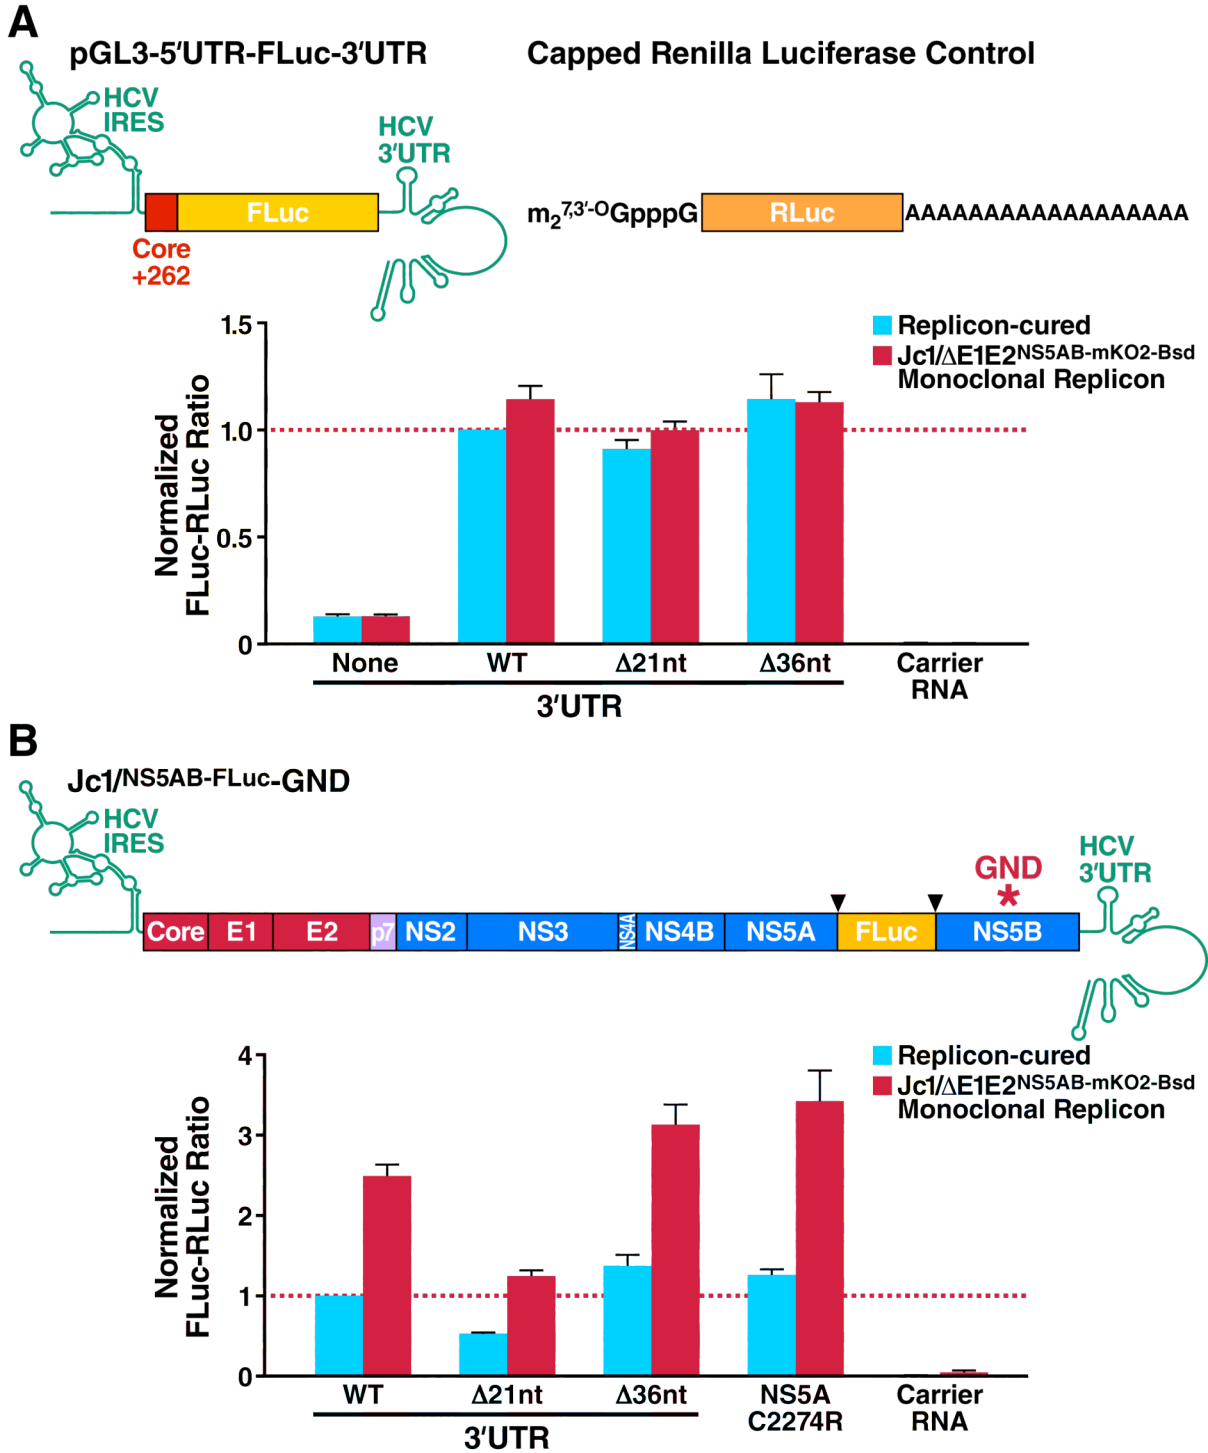 A
pGL3-5′UTR-FLuc-3′UTR
Capped Renilla Luciferase Control
HCV
IRES
HCV
3′UTR
FLuc
Core
+262
m₂⁷,³′⁻ᴼGpppG
RLuc
AAAAAAAAAAAAAAAAAA
Replicon-cured
Jc1/ΔE1E2NS5AB-mKO2-Bsd
Monoclonal Replicon
Normalized
FLuc-RLuc Ratio
1.5
1.0
0.5
0
None
WT
Δ21nt
Δ36nt
Carrier
RNA
3′UTR
B
Jc1/NS5AB-FLuc-GND
HCV
IRES
HCV
3′UTR
GND
*
Core
E1
E2
p7
NS2
NS3
NS4A
NS4B
NS5A
FLuc
NS5B
Replicon-cured
Jc1/ΔE1E2NS5AB-mKO2-Bsd
Monoclonal Replicon
Normalized
FLuc-RLuc Ratio
4
3
2
1
0
WT
Δ21nt
Δ36nt
NS5A
C2274R
Carrier
RNA
3′UTR